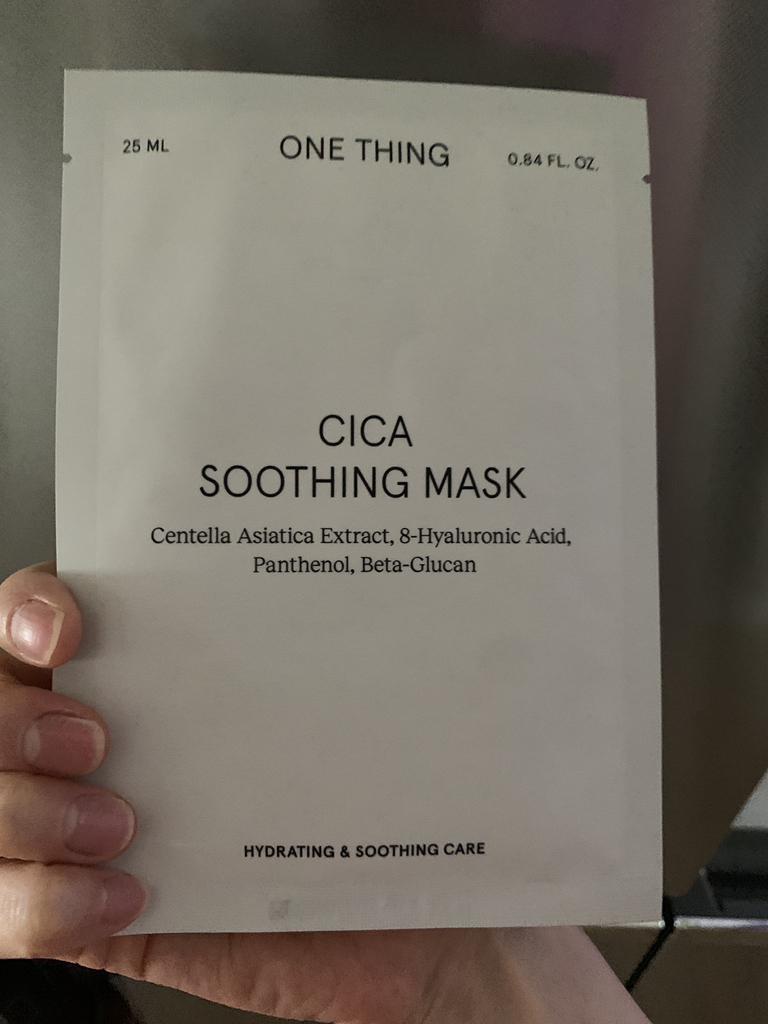 25 ML
ONE THING
0.84 FL. OZ.
CICA
SOOTHING MASK
Centella Asiatica Extract, 8-Hyaluronic Acid,
Panthenol, Beta-Glucan
HYDRATING & SOOTHING CARE